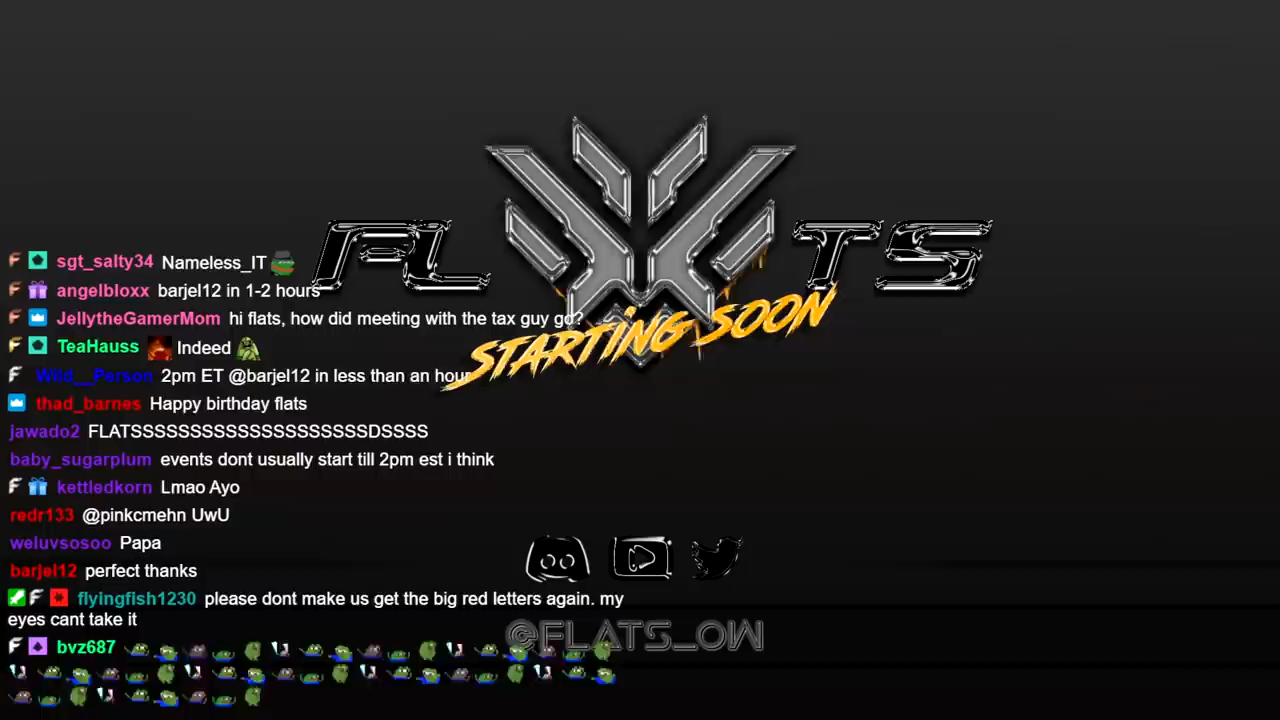 FL TS
STARTING SOON
sgt_salty34 Nameless_IT
angelbloxx barjel12 in 1-2 hours
JellytheGamerMom hi flats, how did meeting with the tax guy go?
TeaHauss Indeed
Wild__Person 2pm ET @barjel12 in less than an hour
thad_barnes Happy birthday flats
jawado2 FLATSSSSSSSSSSSSSSSSSSSSDSSSS
baby_sugarplum events dont usually start till 2pm est i think
kettledkorn Lmao Ayo
redr133 @pinkcmehn UwU
weluvsosoo Papa
barjel12 perfect thanks
flyingfish1230 please dont make us get the big red letters again. my
eyes cant take it
bvz687
@FLATS_OW